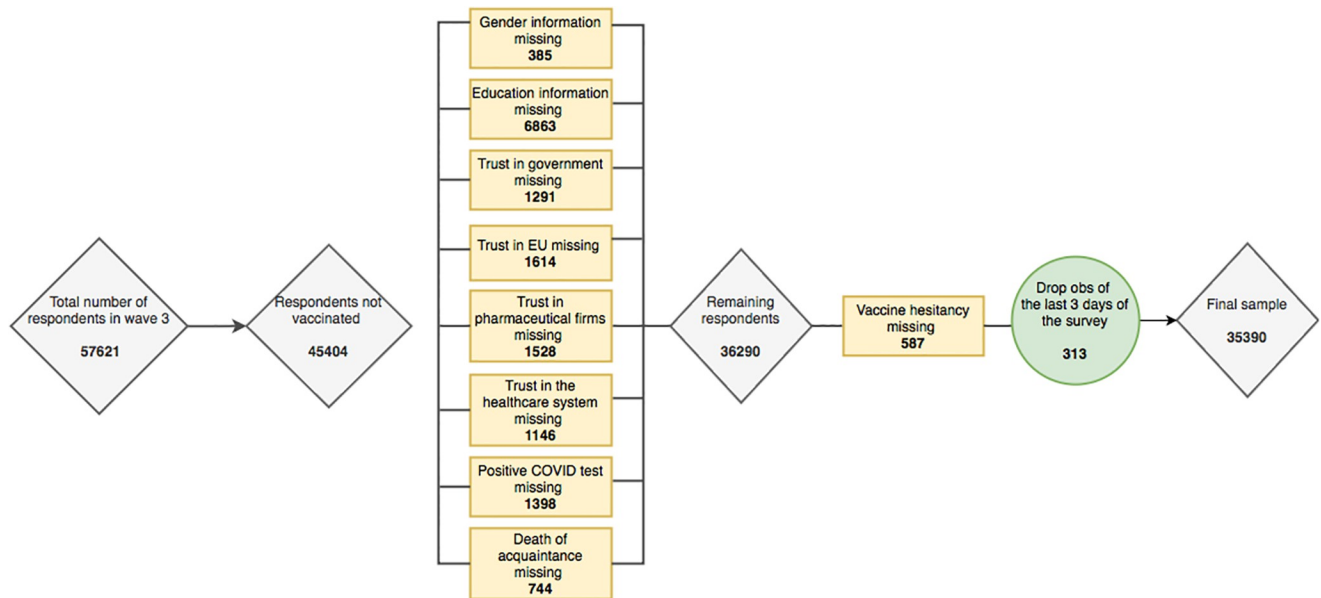 Total number of
respondents in wave 3
57621
Respondents not
vaccinated
45404
Gender information
missing
385
Education information
missing
6863
Trust in government
missing
1291
Trust in EU missing
1614
Trust in
pharmaceutical firms
missing
1528
Trust in the
healthcare system
missing
1146
Positive COVID test
missing
1398
Death of
acquaintance
missing
744
Remaining
respondents
36290
Vaccine hesitancy
missing
587
Drop obs of
the last 3 days of
the survey
313
Final sample
35390